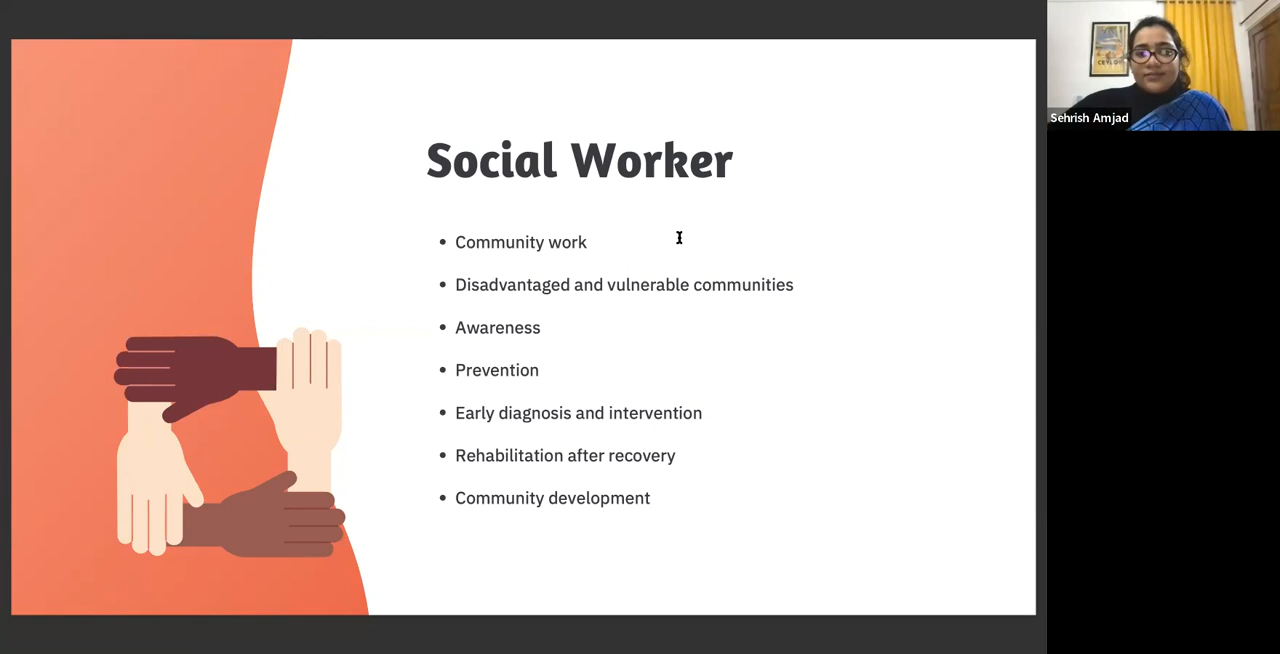 Social Worker
• Community work
• Disadvantaged and vulnerable communities
• Awareness
• Prevention
• Early diagnosis and intervention
• Rehabilitation after recovery
• Community development
CEYLON
Sehrish Amjad